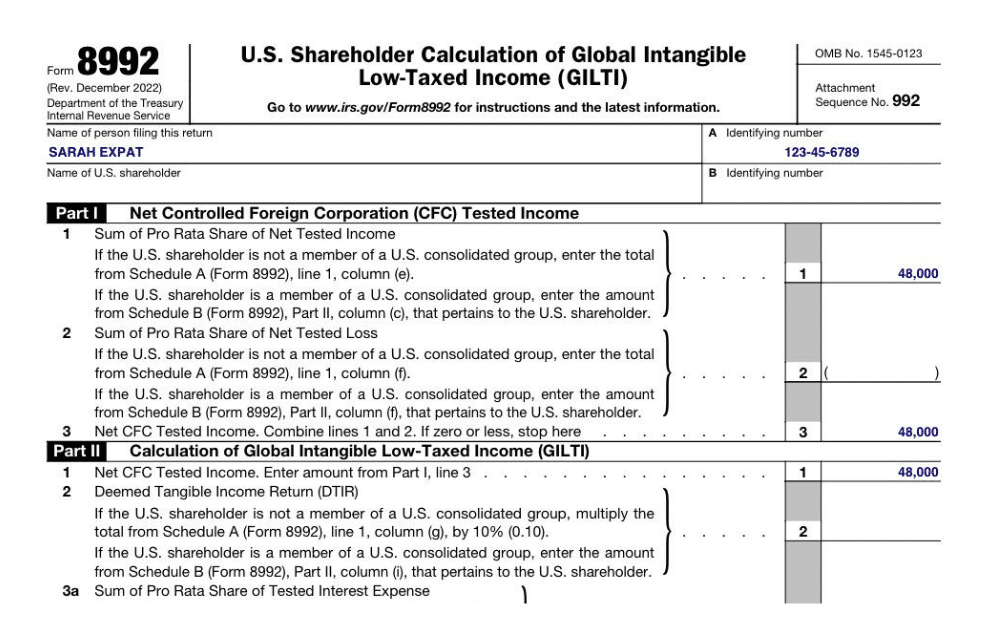 Form 8992
(Rev. December 2022)
Department of the Treasury
Internal Revenue Service
U.S. Shareholder Calculation of Global Intangible
Low-Taxed Income (GILTI)
Go to www.irs.gov/Form8992 for instructions and the latest information.
OMB No. 1545-0123
Attachment
Sequence No. 992
Name of person filing this return
A Identifying number
SARAH EXPAT
123-45-6789
Name of U.S. shareholder
B Identifying number
Part I Net Controlled Foreign Corporation (CFC) Tested Income
1 Sum of Pro Rata Share of Net Tested Income
If the U.S. shareholder is not a member of a U.S. consolidated group, enter the total
from Schedule A (Form 8992), line 1, column (e). . . . . . 1 48,000
If the U.S. shareholder is a member of a U.S. consolidated group, enter the amount
from Schedule B (Form 8992), Part II, column (c), that pertains to the U.S. shareholder.
2 Sum of Pro Rata Share of Net Tested Loss
If the U.S. shareholder is not a member of a U.S. consolidated group, enter the total
from Schedule A (Form 8992), line 1, column (f). . . . . . 2 ( )
If the U.S. shareholder is a member of a U.S. consolidated group, enter the amount
from Schedule B (Form 8992), Part II, column (f), that pertains to the U.S. shareholder.
3 Net CFC Tested Income. Combine lines 1 and 2. If zero or less, stop here . . . . . . . . . 3 48,000
Part II Calculation of Global Intangible Low-Taxed Income (GILTI)
1 Net CFC Tested Income. Enter amount from Part I, line 3 . . . . . . . . . . . . . . 1 48,000
2 Deemed Tangible Income Return (DTIR)
If the U.S. shareholder is not a member of a U.S. consolidated group, multiply the
total from Schedule A (Form 8992), line 1, column (g), by 10% (0.10). . . . . . 2
If the U.S. shareholder is a member of a U.S. consolidated group, enter the amount
from Schedule B (Form 8992), Part II, column (i), that pertains to the U.S. shareholder.
3a Sum of Pro Rata Share of Tested Interest Expense